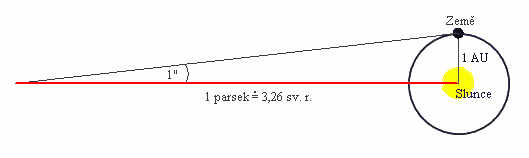 Země
1 AU
1"
Slunce
1 parsek ≐ 3,26 sv. r.